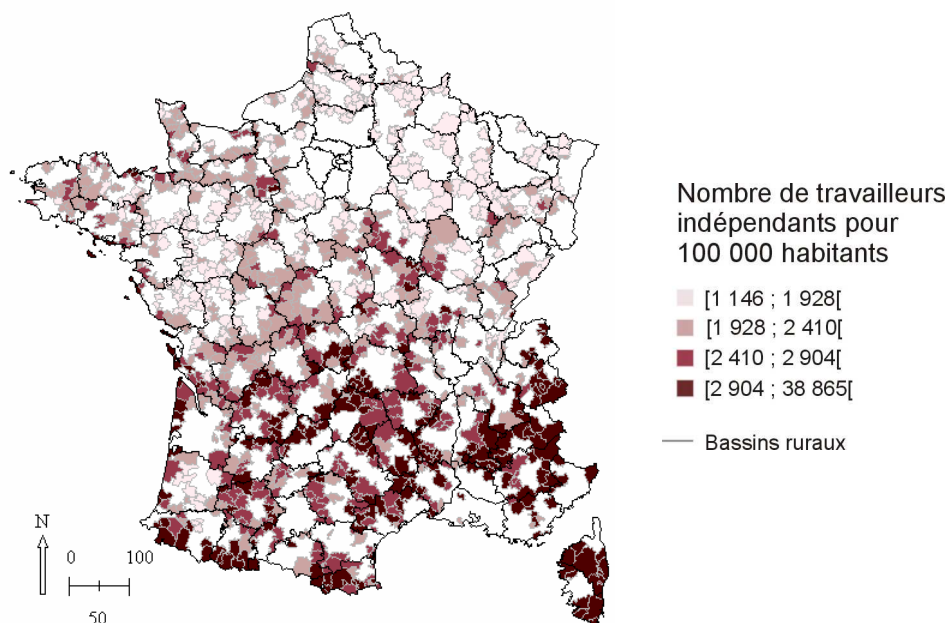 Nombre de travailleurs
indépendants pour
100 000 habitants
[1 146 ; 1 928[
[1 928 ; 2 410[
[2 410 ; 2 904[
[2 904 ; 38 865[
Bassins ruraux
N
0 100
50